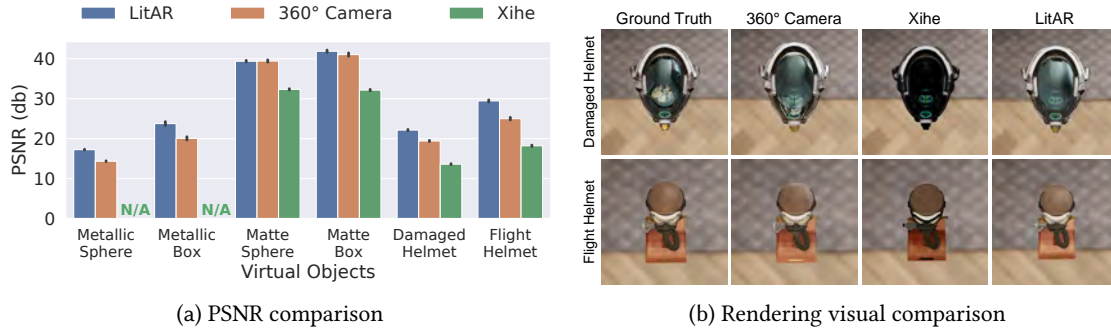 LitAR 360° Camera Xihe
PSNR (db)
40
30
20
10
0
N/A N/A
Metallic Sphere
Metallic Box
Matte Sphere
Matte Box
Damaged Helmet
Flight Helmet
Virtual Objects
(a) PSNR comparison
Ground Truth 360° Camera Xihe LitAR
Damaged Helmet
Flight Helmet
(b) Rendering visual comparison